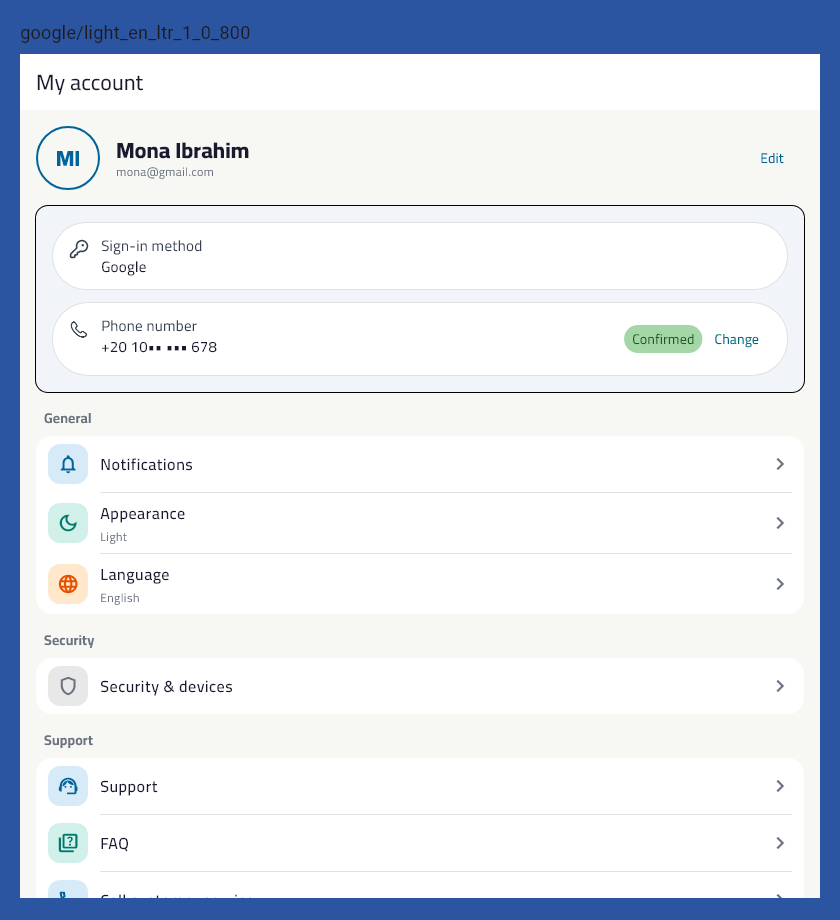 google/light_en_ltr_1_0_800
My account
MI
Mona Ibrahim
mona@gmail.com
Edit
Sign-in method
Google
Phone number
+20 10▪▪ ▪▪▪ 678
Confirmed
Change
General
Notifications
Appearance
Light
Language
English
Security
Security & devices
Support
Support
FAQ